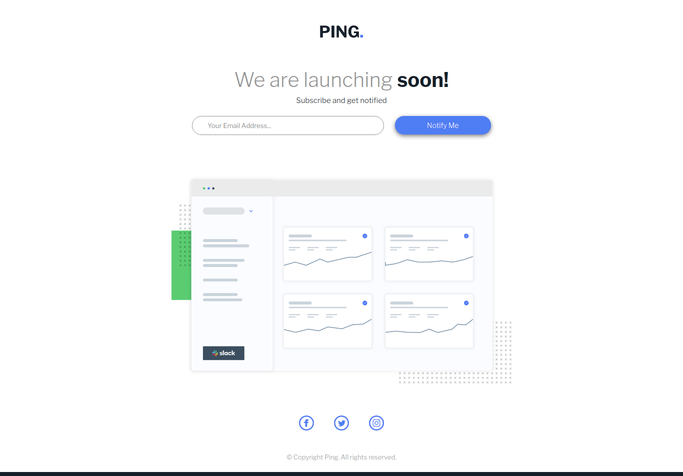 PING.
We are launching soon!
Subscribe and get notified
Your Email Address...
Notify Me
slack
© Copyright Ping. All rights reserved.